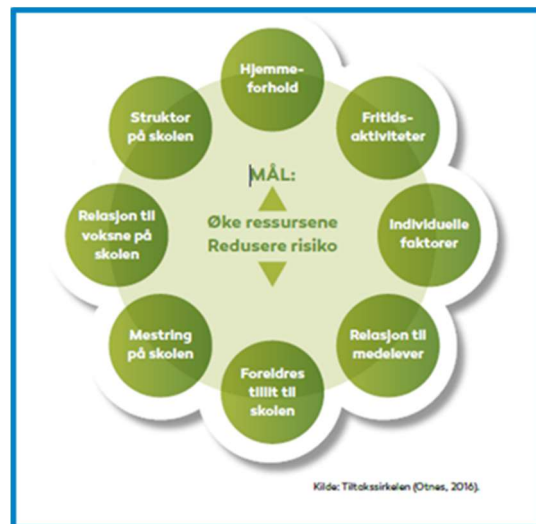 Hjemme-
forhold
Fritids-
aktiviteter
Individuelle
faktorer
Relasjon til
medelever
Foreldres
tillit til
skolen
Mestring
på skolen
Relasjon til
voksne på
skolen
Struktor
på skolen
MÅL:
Øke ressursene
Redusere risiko
Kilde: Tiltakssirkelen (Otnes, 2016).